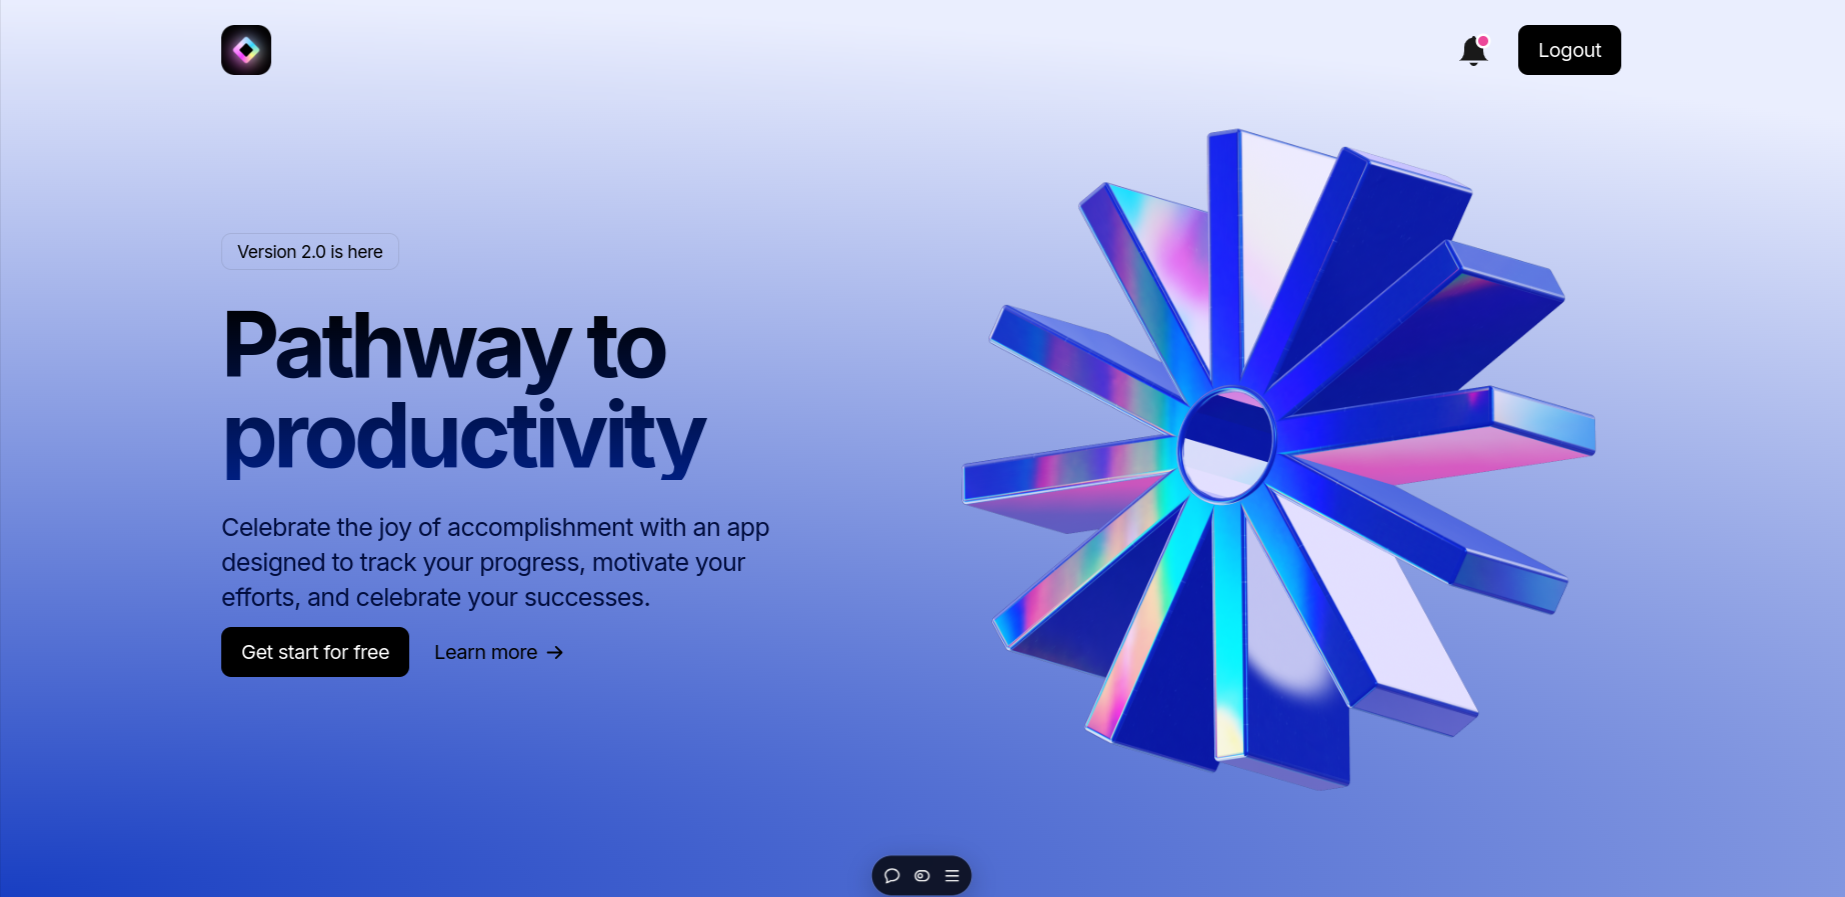 Logout
Version 2.0 is here
Pathway to
productivity
Celebrate the joy of accomplishment with an app
designed to track your progress, motivate your
efforts, and celebrate your successes.
Get start for free
Learn more →